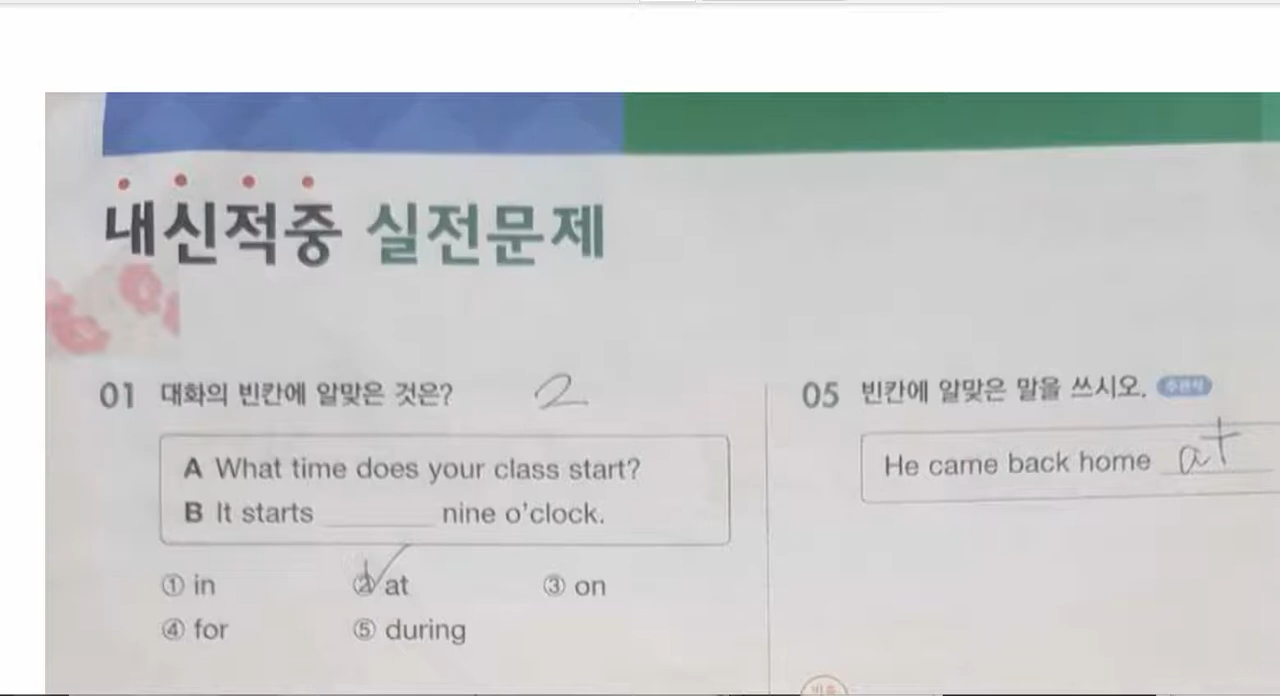 내신적중 실전문제
01 대화의 빈칸에 알맞은 것은? 2
A What time does your class start?
B It starts ________ nine o'clock.
① in ② at ③ on
④ for ⑤ during
05 빈칸에 알맞은 말을 쓰시오. 주관식
He came back home at